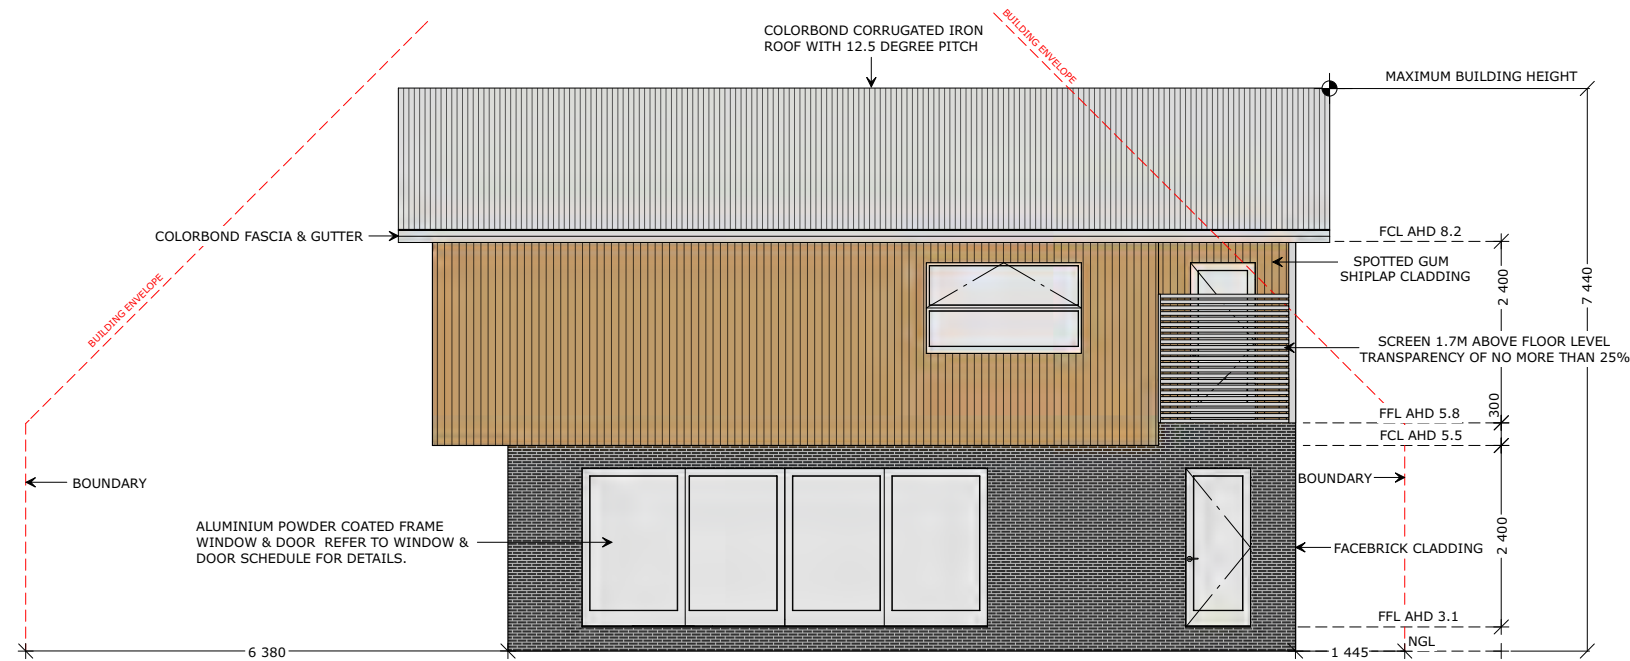 BUILDING ENVELOPE
COLORBOND CORRUGATED IRON
ROOF WITH 12.5 DEGREE PITCH
MAXIMUM BUILDING HEIGHT
COLORBOND FASCIA & GUTTER
FCL AHD 8.2
SPOTTED GUM
SHIPLAP CLADDING
2 400
7 440
BUILDING ENVELOPE
SCREEN 1.7M ABOVE FLOOR LEVEL
TRANSPARENCY OF NO MORE THAN 25%
300
FFL AHD 5.8
FCL AHD 5.5
BOUNDARY
BOUNDARY
ALUMINIUM POWDER COATED FRAME
WINDOW & DOOR REFER TO WINDOW &
DOOR SCHEDULE FOR DETAILS.
FACEBRICK CLADDING
2 400
FFL AHD 3.1
NGL
6 380
1 445